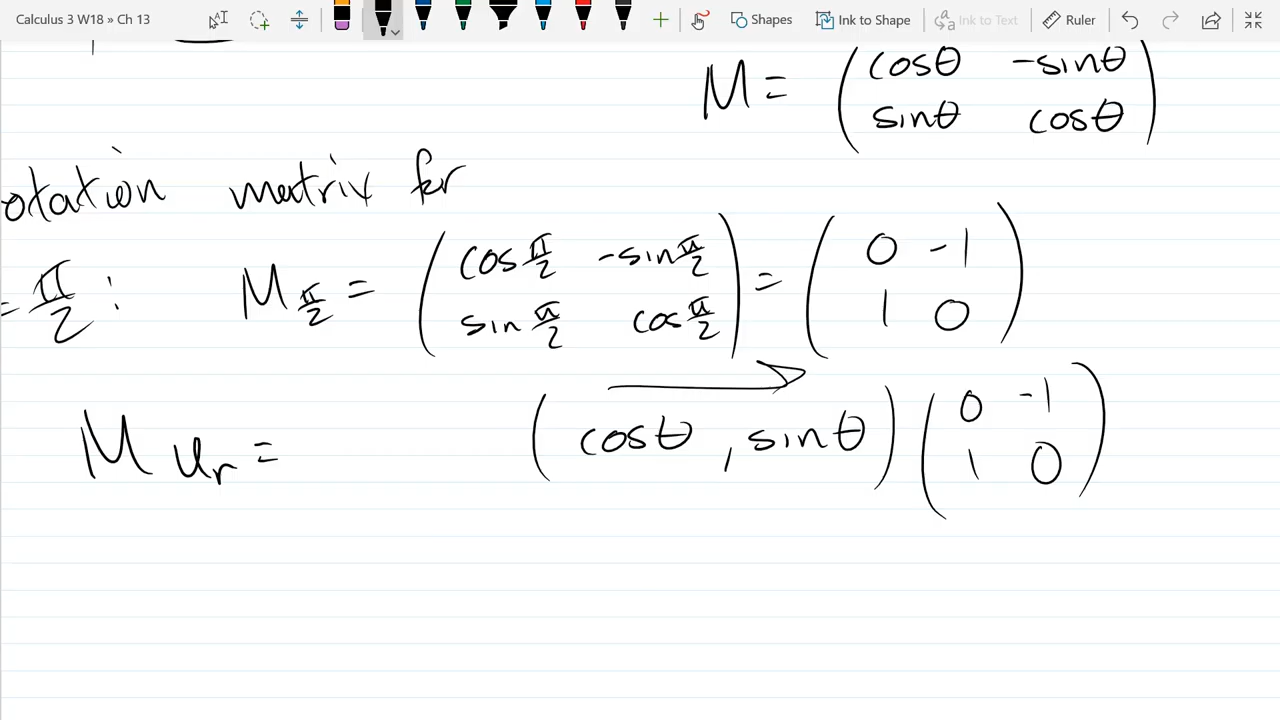 Calculus 3 W18 » Ch 13
Shapes
Ink to Shape
Ink to Text
Ruler
M = ( cosθ -sinθ
sinθ cosθ )
otation matrix for
= π/2 : M π/2 = ( cos π/2 -sin π/2
sin π/2 cos π/2 ) = ( 0 -1
1 0 )
M u_r = ( cosθ , sinθ ) ( 0 -1
1 0 )